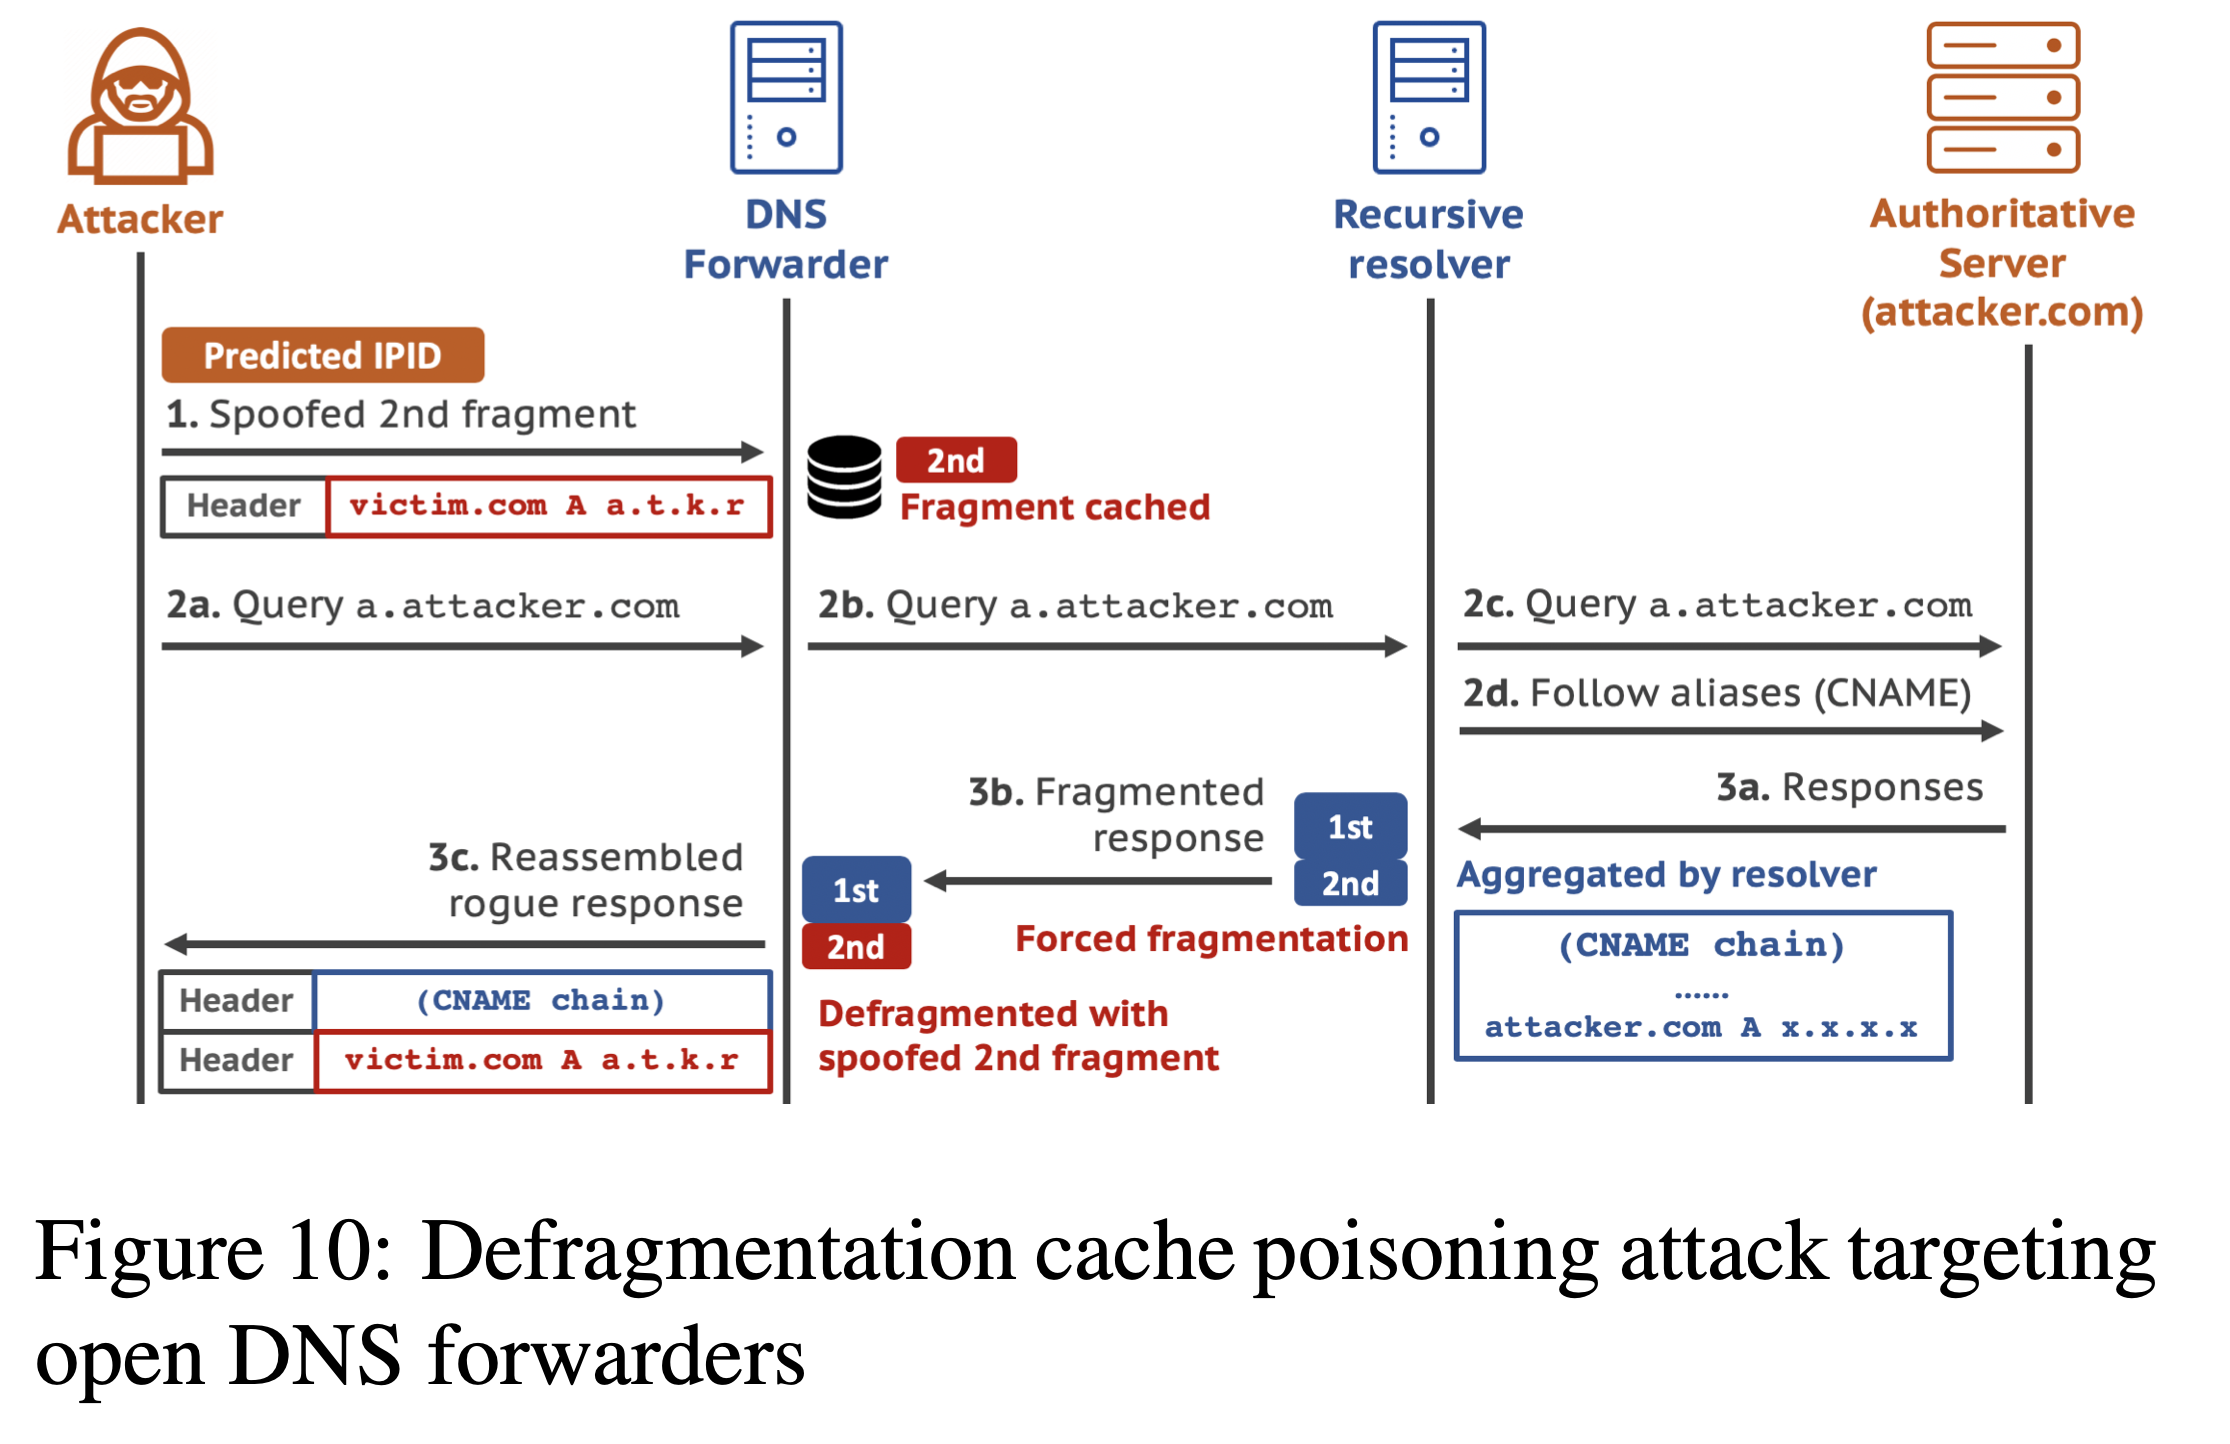 Attacker
DNS
Forwarder
Recursive
resolver
Authoritative
Server
(attacker.com)
Predicted IPID
1. Spoofed 2nd fragment
Header victim.com A a.t.k.r
2nd
Fragment cached
2a. Query a.attacker.com
2b. Query a.attacker.com
2c. Query a.attacker.com
2d. Follow aliases (CNAME)
3a. Responses
Aggregated by resolver
(CNAME chain)
......
attacker.com A x.x.x.x
3b. Fragmented
response
1st
2nd
Forced fragmentation
1st
2nd
Defragmented with
spoofed 2nd fragment
3c. Reassembled
rogue response
Header (CNAME chain)
Header victim.com A a.t.k.r
Figure 10: Defragmentation cache poisoning attack targeting
open DNS forwarders